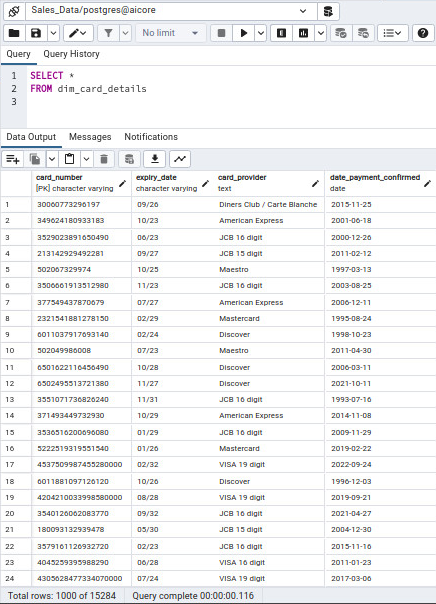 Sales_Data/postgres@aicore
No limit
Query Query History
1 SELECT *
2 FROM dim_card_details
3
Data Output Messages Notifications
card_number expiry_date card_provider date_payment_confirmed
[PK] character varying character varying text date
1 30060773296197 09/26 Diners Club / Carte Blanche 2015-11-25
2 349624180933183 10/23 American Express 2001-06-18
3 3529023891650490 06/23 JCB 16 digit 2000-12-26
4 213142929492281 09/27 JCB 15 digit 2011-02-12
5 502067329974 10/25 Maestro 1997-03-13
6 3506661913512980 11/23 JCB 16 digit 2003-08-25
7 377549437870679 07/27 American Express 2006-12-11
8 2321541881278150 02/29 Mastercard 1995-08-24
9 6011037917693140 02/24 Discover 1998-10-23
10 502049986008 07/23 Maestro 2011-04-30
11 6501622116456490 10/28 Discover 2006-03-11
12 6502495513721380 11/27 Discover 2021-10-11
13 3551071736826240 11/31 JCB 16 digit 1993-07-16
14 371493449732930 10/29 American Express 2014-11-08
15 3536516200696080 01/29 JCB 16 digit 2009-11-29
16 5222519319551540 01/26 Mastercard 2019-02-22
17 4537509987455280000 02/32 VISA 19 digit 2022-09-24
18 6011881097126120 10/26 Discover 1996-12-03
19 4204210033998580000 08/28 VISA 19 digit 2019-09-21
20 3540126062083770 09/32 JCB 16 digit 2021-04-27
21 180093132939478 05/30 JCB 15 digit 2004-12-30
22 3579161126932720 02/23 JCB 16 digit 2015-11-16
23 4045259395988290 06/28 VISA 16 digit 2011-01-23
24 4305628477334070000 07/24 VISA 19 digit 2017-03-06
Total rows: 1000 of 15284 Query complete 00:00:00.116